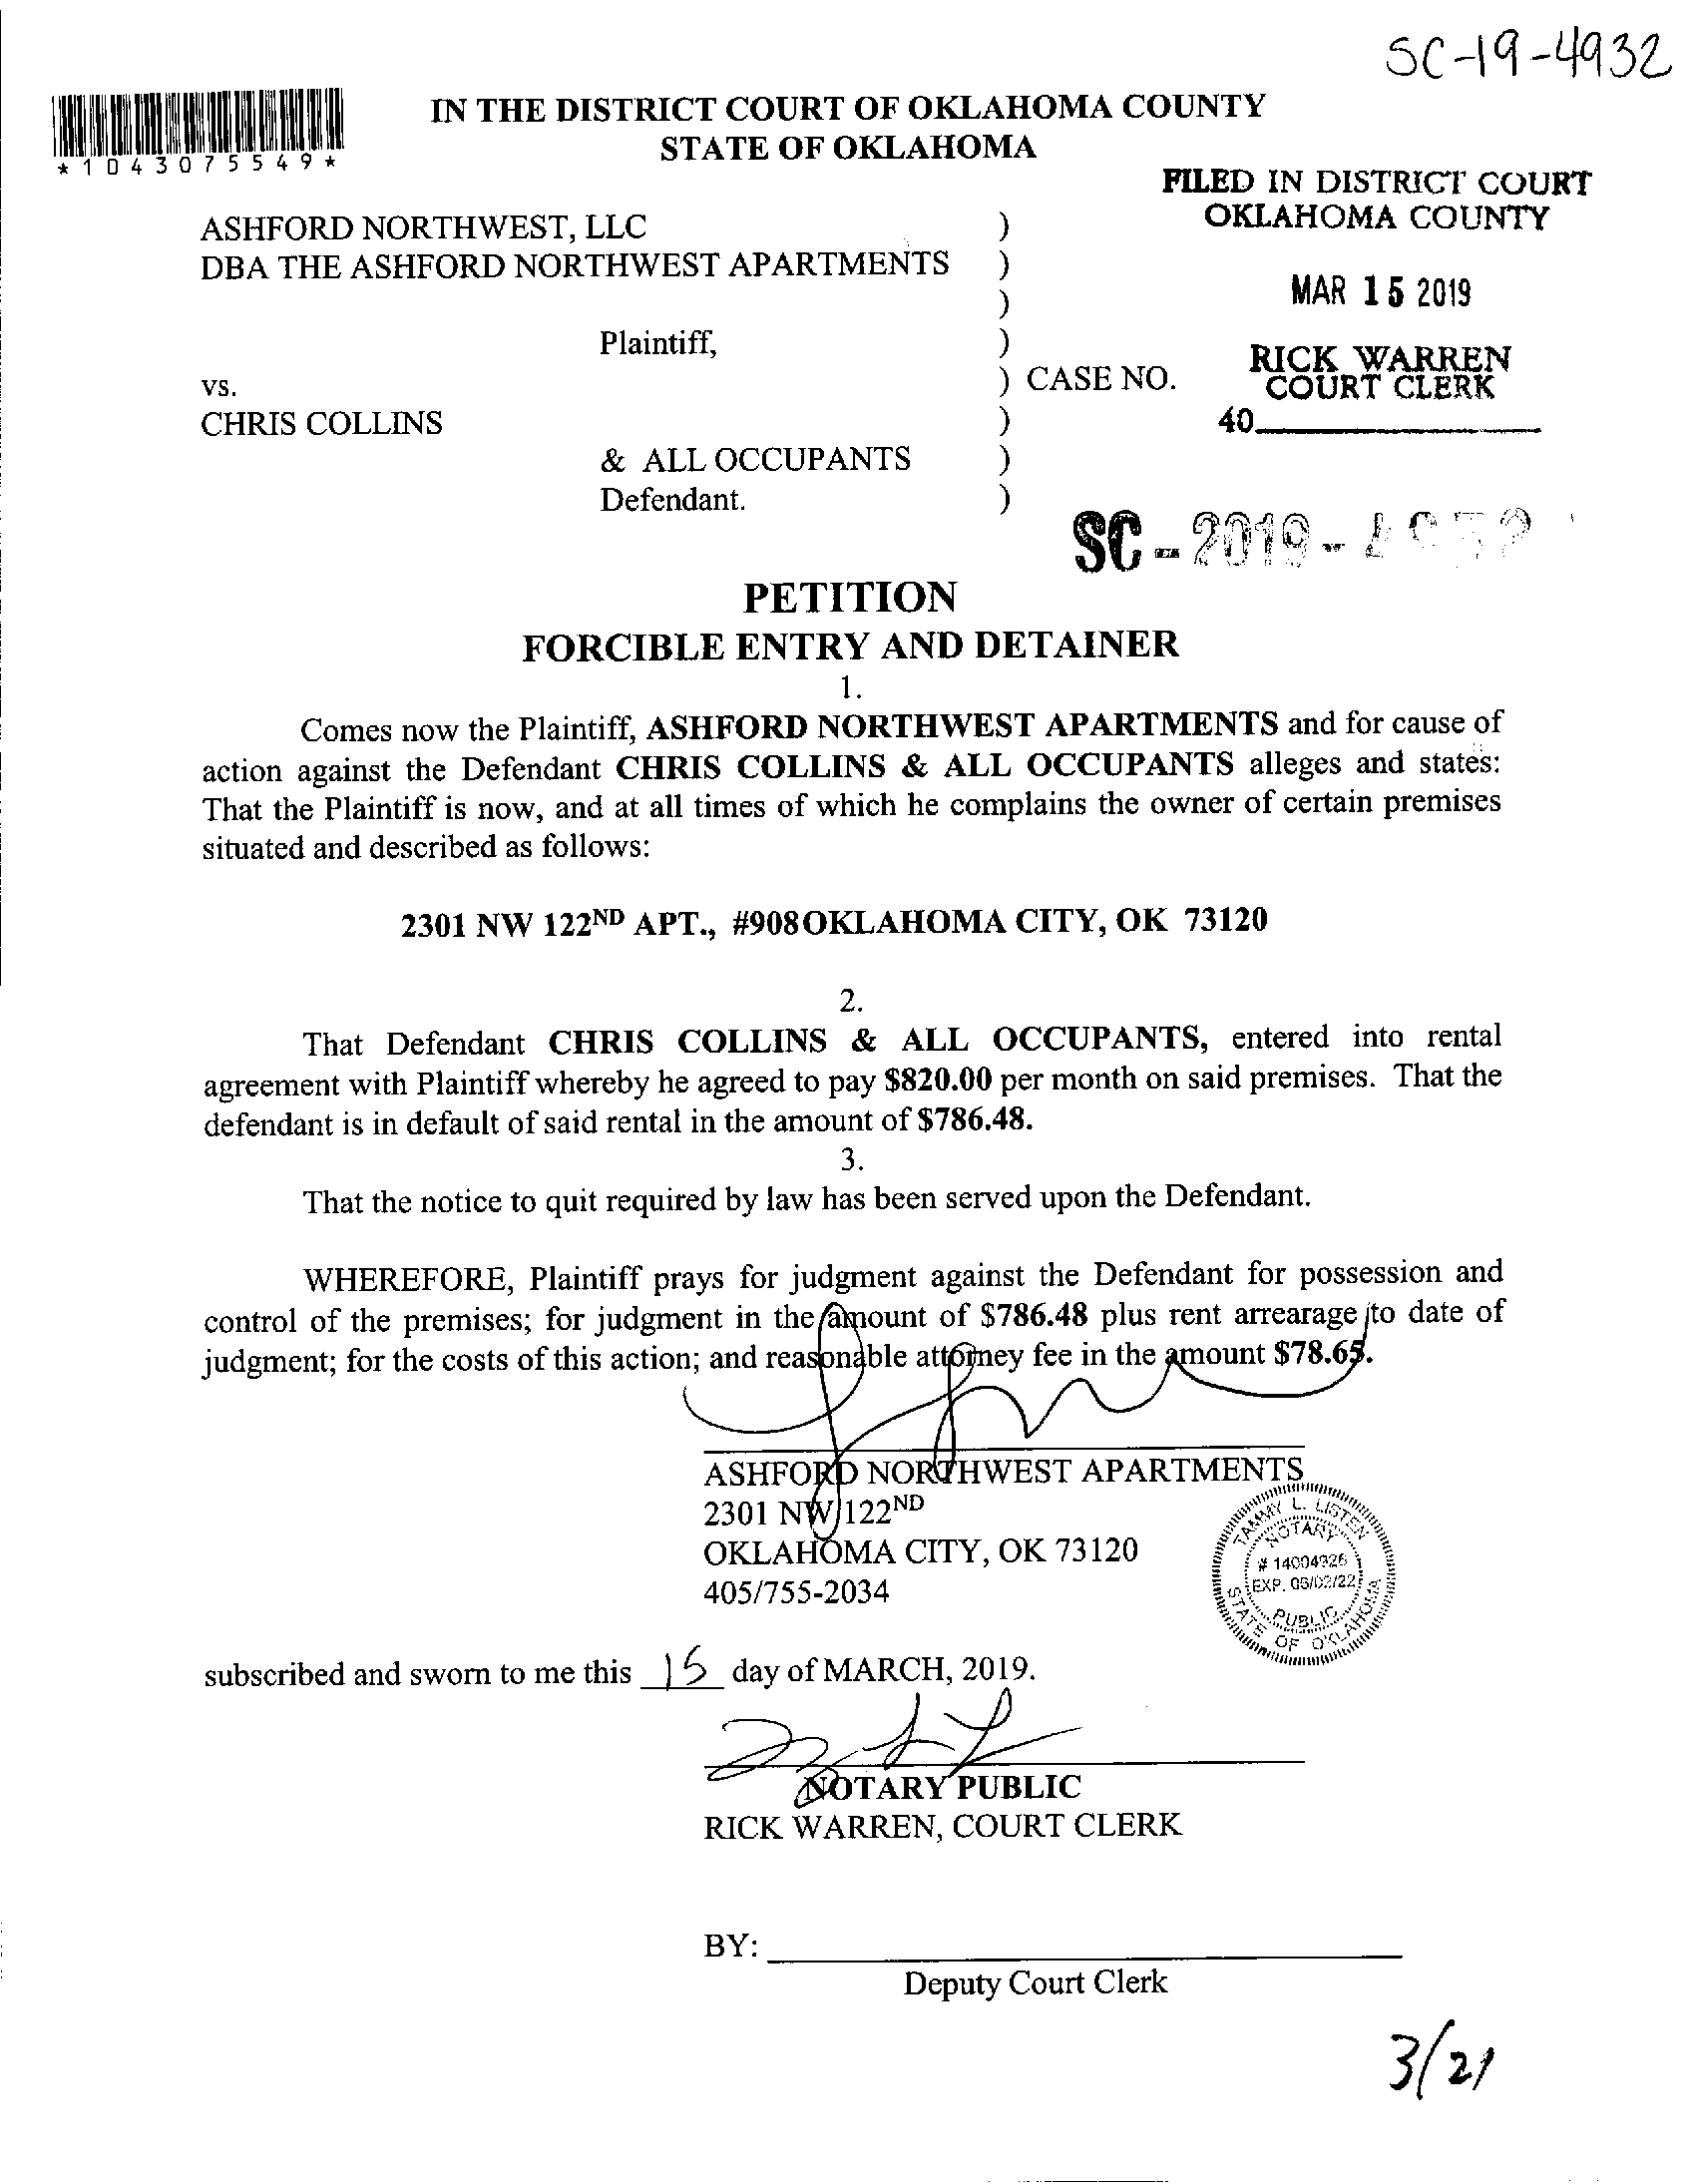 SC-19-4932
*1043075549*
IN THE DISTRICT COURT OF OKLAHOMA COUNTY
STATE OF OKLAHOMA
FILED IN DISTRICT COURT
OKLAHOMA COUNTY
MAR 15 2019
RICK WARREN
COURT CLERK
40
ASHFORD NORTHWEST, LLC )
DBA THE ASHFORD NORTHWEST APARTMENTS )
)
Plaintiff, )
vs. ) CASE NO.
CHRIS COLLINS )
& ALL OCCUPANTS )
Defendant. )
SC - 2019 -
PETITION
FORCIBLE ENTRY AND DETAINER
1.
Comes now the Plaintiff, ASHFORD NORTHWEST APARTMENTS and for cause of
action against the Defendant CHRIS COLLINS & ALL OCCUPANTS alleges and states:
That the Plaintiff is now, and at all times of which he complains the owner of certain premises
situated and described as follows:
2301 NW 122ND APT., #908OKLAHOMA CITY, OK 73120
2.
That Defendant CHRIS COLLINS & ALL OCCUPANTS, entered into rental
agreement with Plaintiff whereby he agreed to pay $820.00 per month on said premises. That the
defendant is in default of said rental in the amount of $786.48.
3.
That the notice to quit required by law has been served upon the Defendant.
WHEREFORE, Plaintiff prays for judgment against the Defendant for possession and
control of the premises; for judgment in the amount of $786.48 plus rent arrearage to date of
judgment; for the costs of this action; and reasonable attorney fee in the amount $78.65.
ASHFORD NORTHWEST APARTMENTS
2301 NW 122ND
OKLAHOMA CITY, OK 73120
405/755-2034
TAMMY L. LISTEN
NOTARY
# 14004326
EXP.
PUBLIC
STATE OF OKLAHOMA
subscribed and sworn to me this 15 day of MARCH, 2019.
NOTARY PUBLIC
RICK WARREN, COURT CLERK
BY:
Deputy Court Clerk
3/21